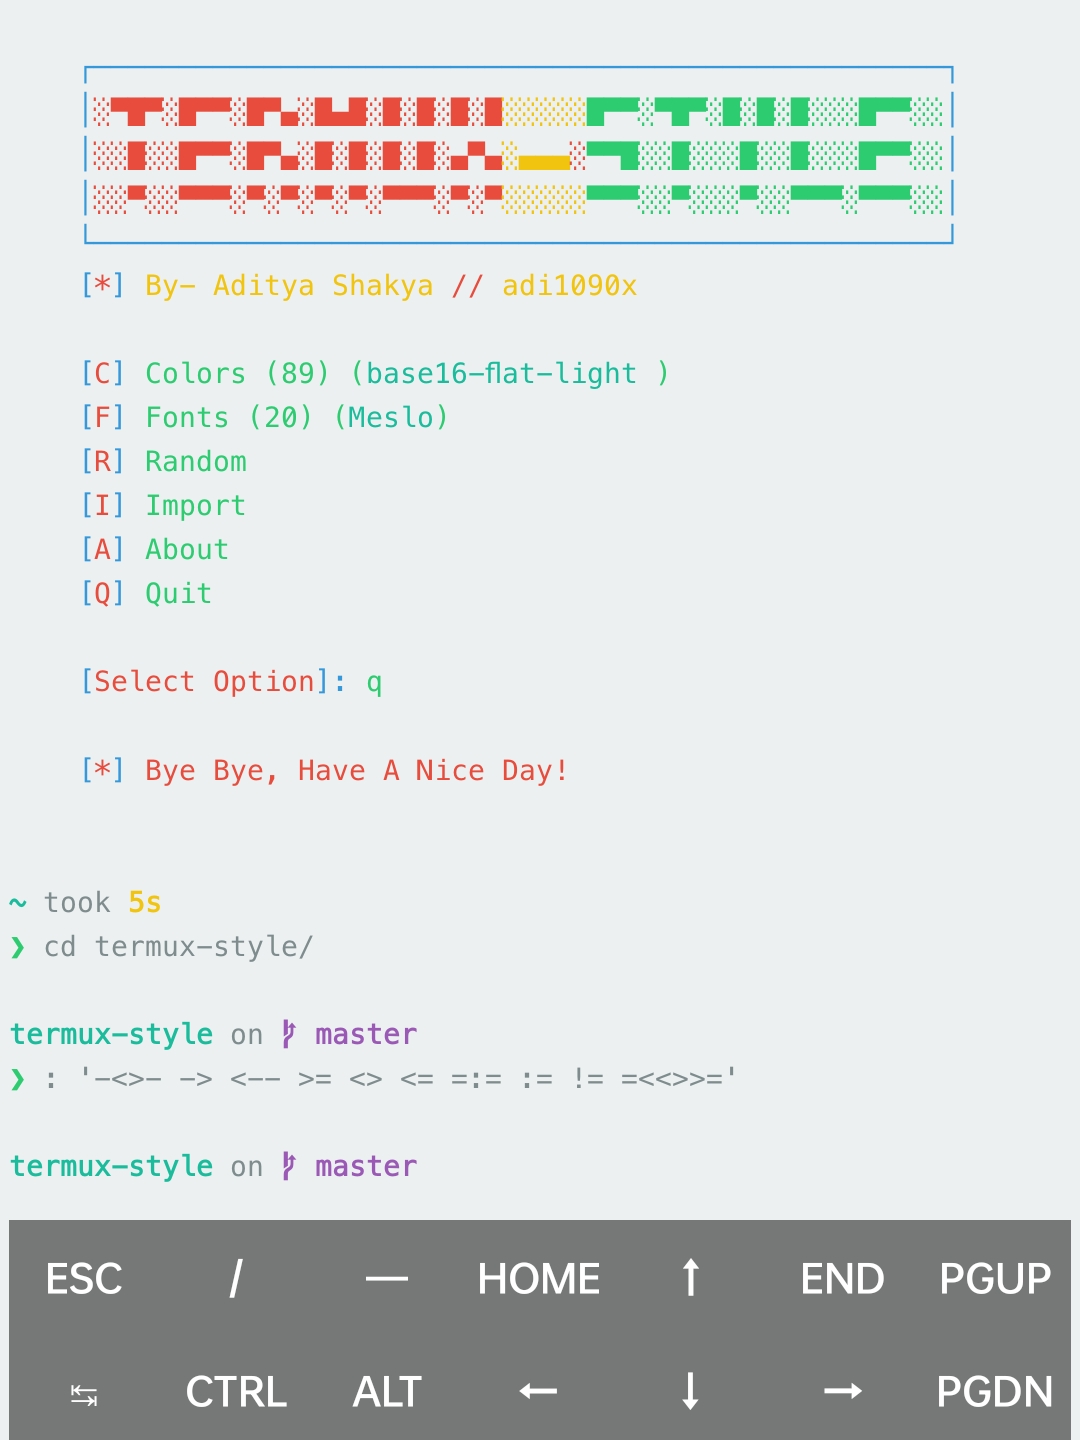 TERMUX-STYLE
[*] By- Aditya Shakya // adi1090x
[C] Colors (89) (base16-flat-light )
[F] Fonts (20) (Meslo)
[R] Random
[I] Import
[A] About
[Q] Quit
[Select Option]: q
[*] Bye Bye, Have A Nice Day!
~ took 5s
❯ cd termux-style/
termux-style on master
❯ : '-<>- -> <-- >= <> <= =:= := != =<<>>='
termux-style on master
ESC / — HOME ↑ END PGUP
↹ CTRL ALT ← ↓ → PGDN